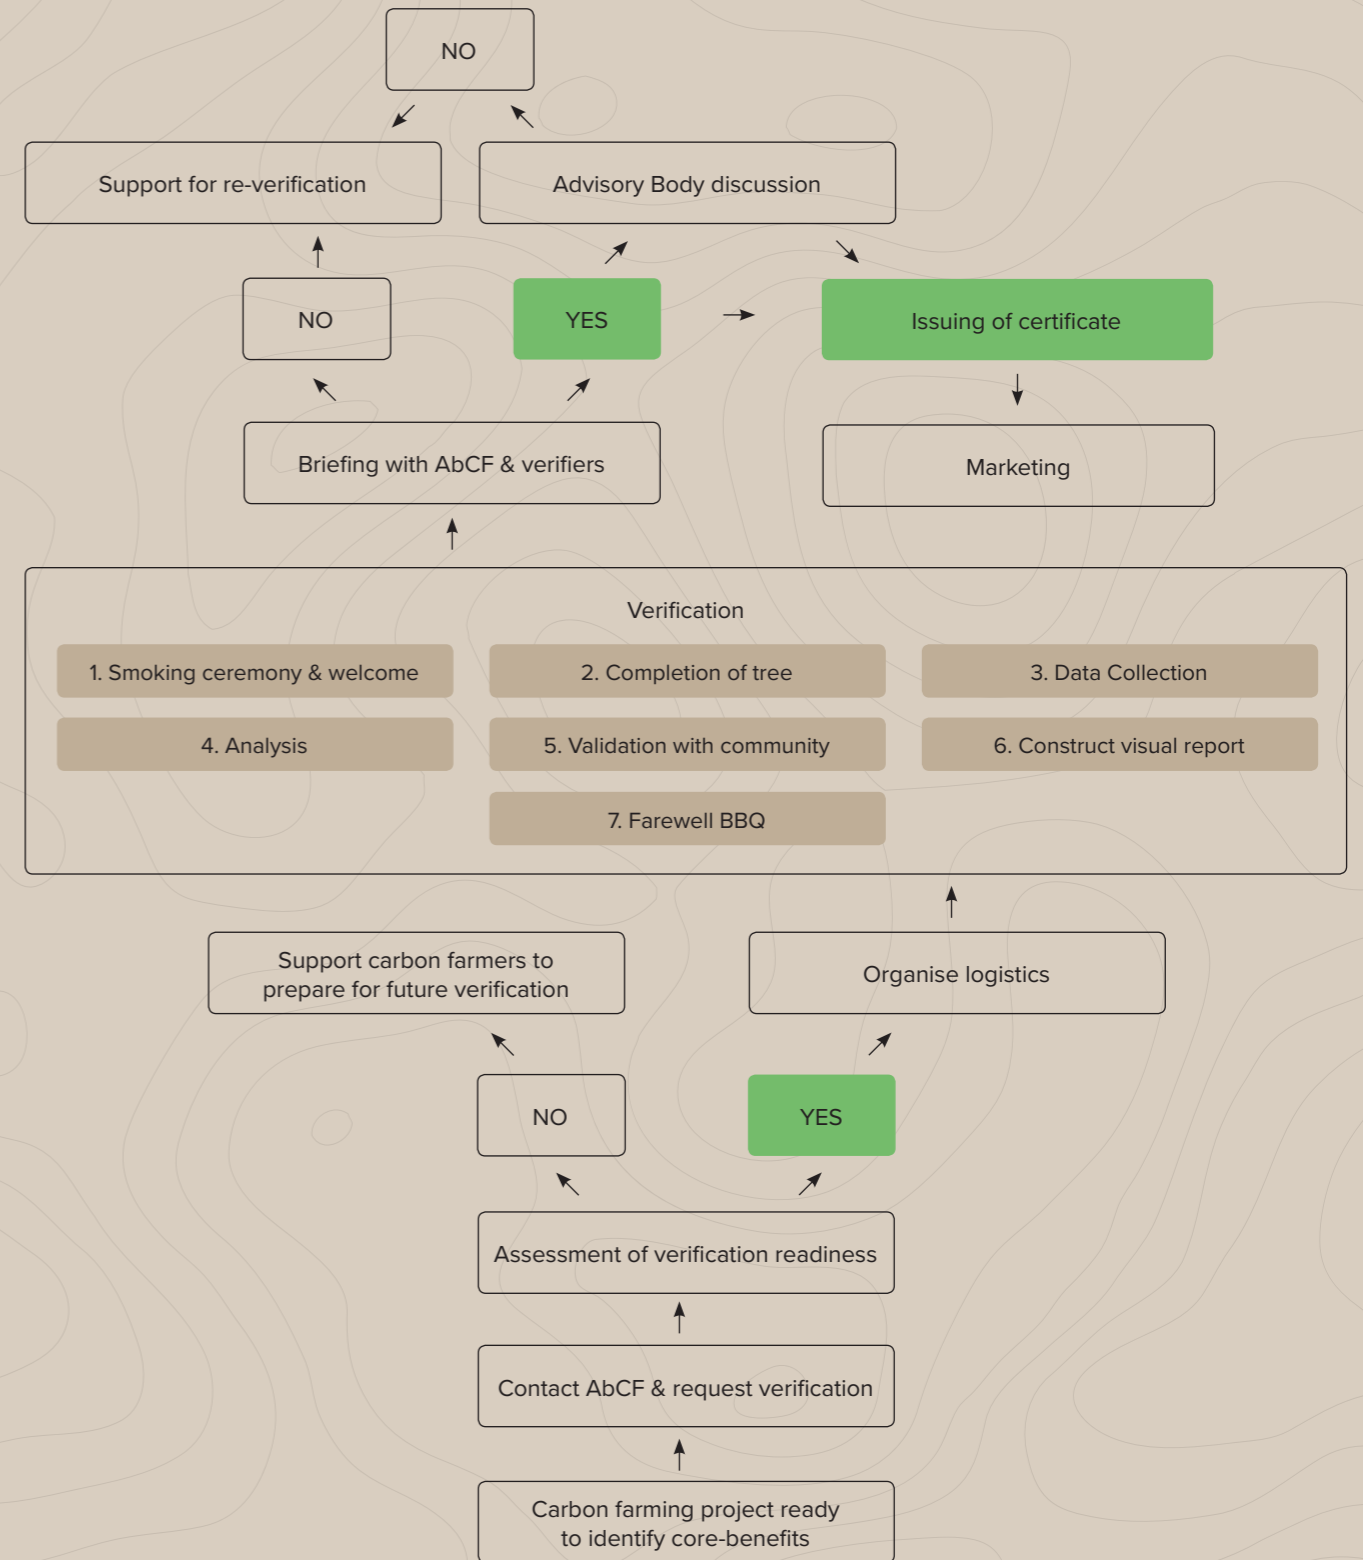 NO
Support for re-verification
Advisory Body discussion
NO
YES
Issuing of certificate
Briefing with AbCF & verifiers
Marketing
Verification
1. Smoking ceremony & welcome
2. Completion of tree
3. Data Collection
4. Analysis
5. Validation with community
6. Construct visual report
7. Farewell BBQ
Support carbon farmers to
prepare for future verification
Organise logistics
NO
YES
Assessment of verification readiness
Contact AbCF & request verification
Carbon farming project ready
to identify core-benefits